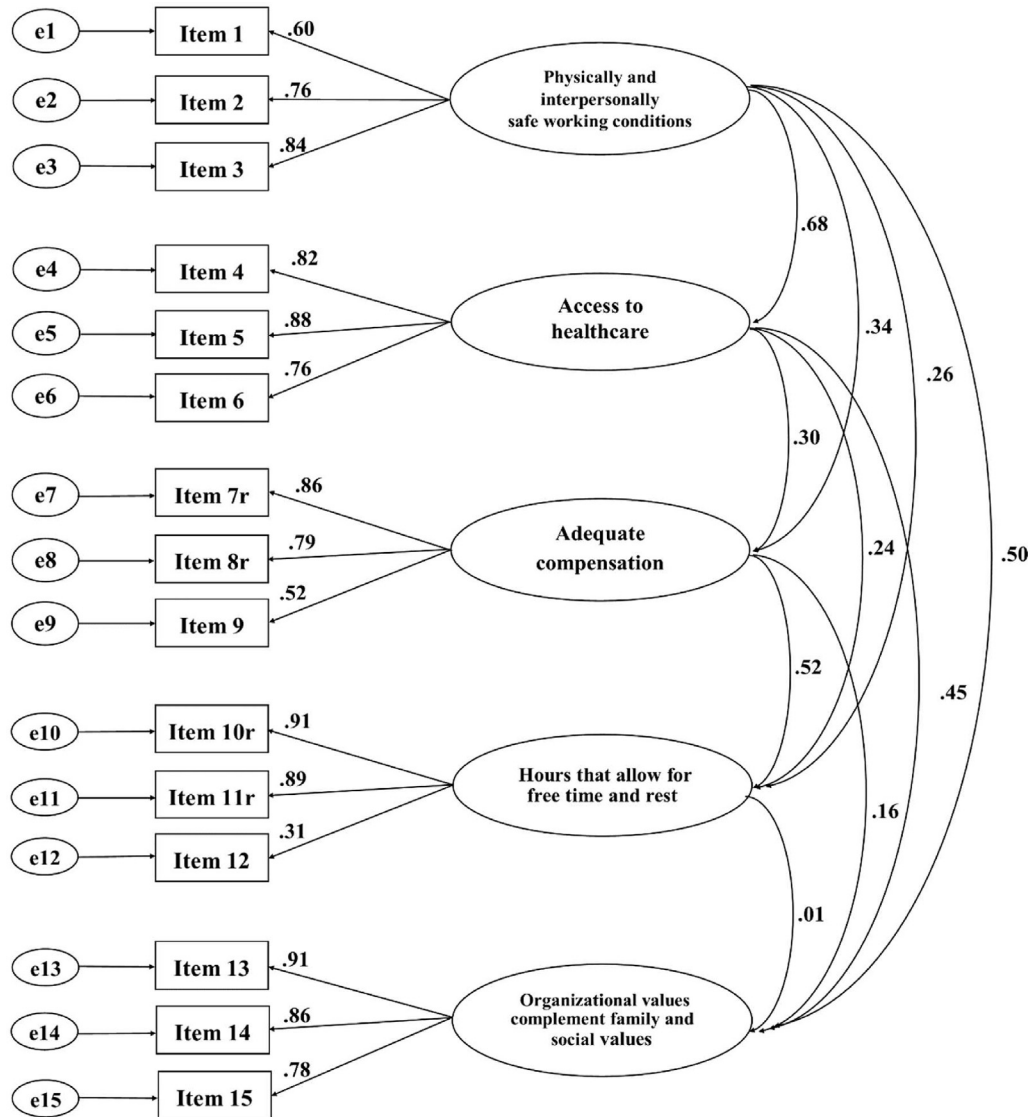 e1
Item 1
.60
Physically and
interpersonally
safe working conditions
e2
Item 2
.76
e3
Item 3
.84
.68
e4
Item 4
.82
Access to
healthcare
e5
Item 5
.88
.34
e6
Item 6
.76
.26
.30
e7
Item 7r
.86
Adequate
compensation
e8
Item 8r
.79
.24
.50
e9
Item 9
.52
.52
.45
e10
Item 10r
.91
Hours that allow for
free time and rest
e11
Item 11r
.89
.16
e12
Item 12
.31
.01
e13
Item 13
.91
Organizational values
complement family and
social values
e14
Item 14
.86
e15
Item 15
.78